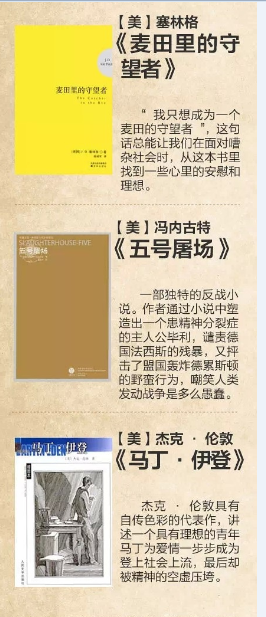 【美】塞林格
《麦田里的守
望者》
麦田里的守望者
“ 我只想成为一个
麦田的守望者 ”，这句
话总能让我们在面对嘈
杂社会时，从这本书里
找到一些心里的安慰和
理想。
【美】冯内古特
《五号屠场》
SLAUGHTERHOUSE-FIVE
五号屠场
一部独特的反战小
说。作者通过小说中塑
造出一个患精神分裂症
的主人公毕利，谴责德
国法西斯的残暴，又抨
击了盟国轰炸德累斯顿
的野蛮行为，嘲笑人类
发动战争是多么愚蠢。
【美】杰克 · 伦敦
《马丁 · 伊登》
马丁·伊登
杰克 · 伦敦具有
自传色彩的代表作，讲
述一个具有理想的青年
马丁为爱情一步步成为
登上社会上流，最后却
被精神的空虚压垮。